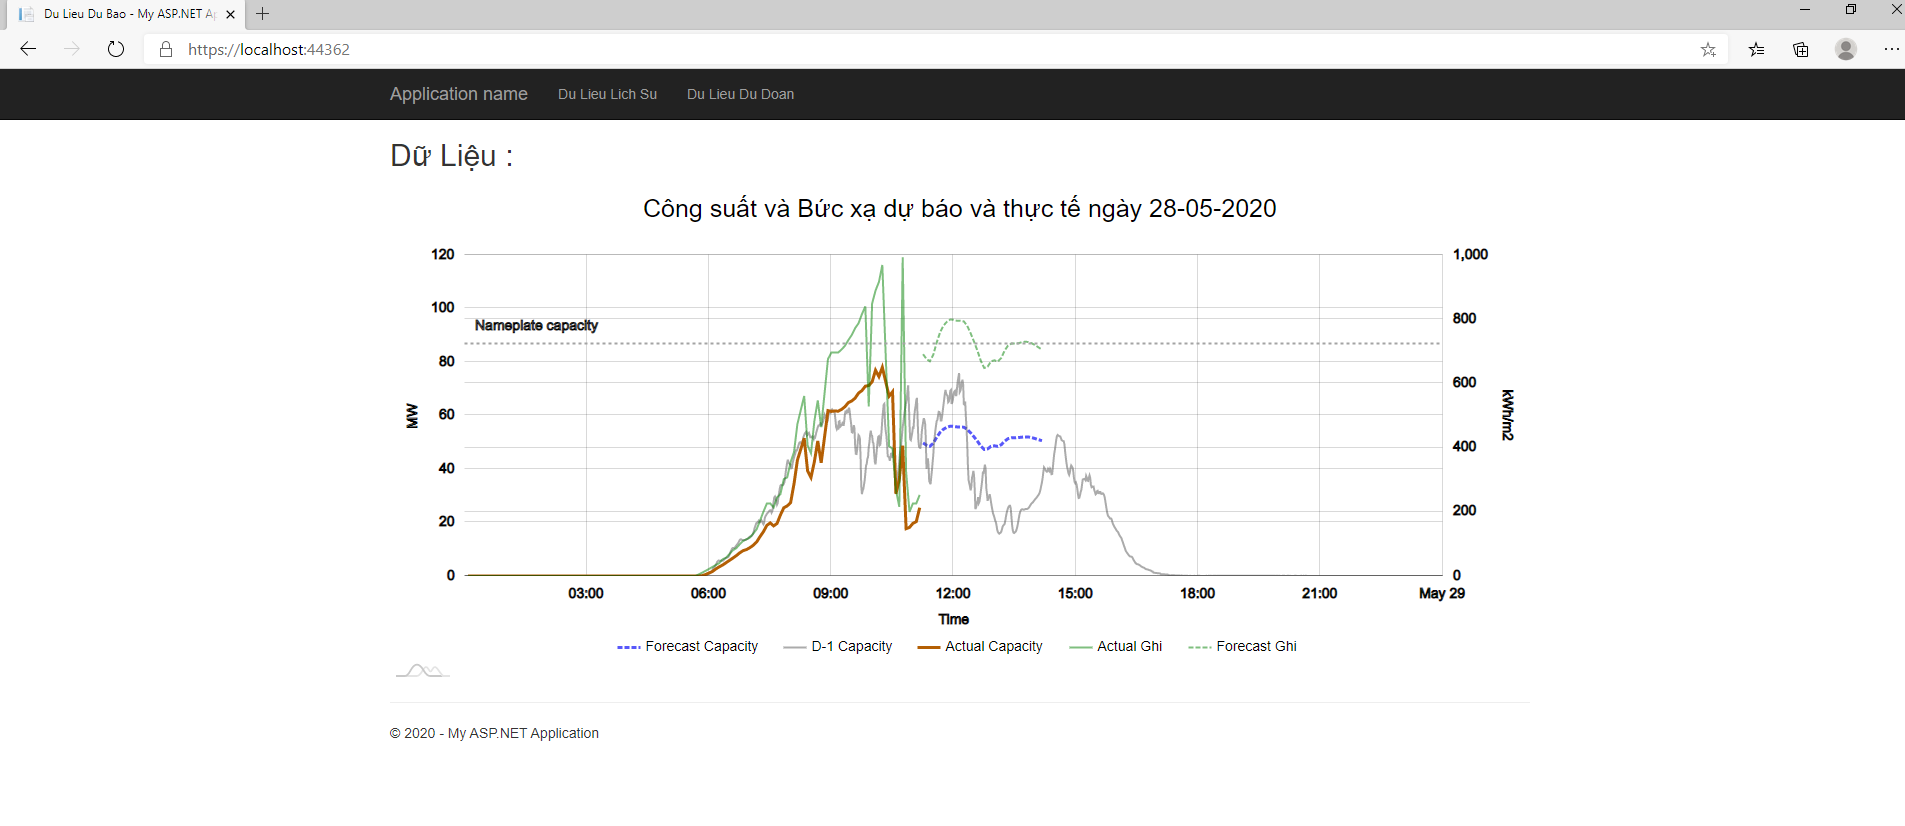 Du Lieu Du Bao - My ASP.NET Ap
https://localhost:44362
Application name Du Lieu Lich Su Du Lieu Du Doan
Dữ Liệu :
Công suất và Bức xạ dự báo và thực tế ngày 28-05-2020
120 1,000
100
800
Nameplate capacity
80
600
60
400
40
200
20
0 0
MW
kWh/m2
03:00 06:00 09:00 12:00 15:00 18:00 21:00 May 29
Time
Forecast Capacity D-1 Capacity Actual Capacity Actual Ghi Forecast Ghi
© 2020 - My ASP.NET Application